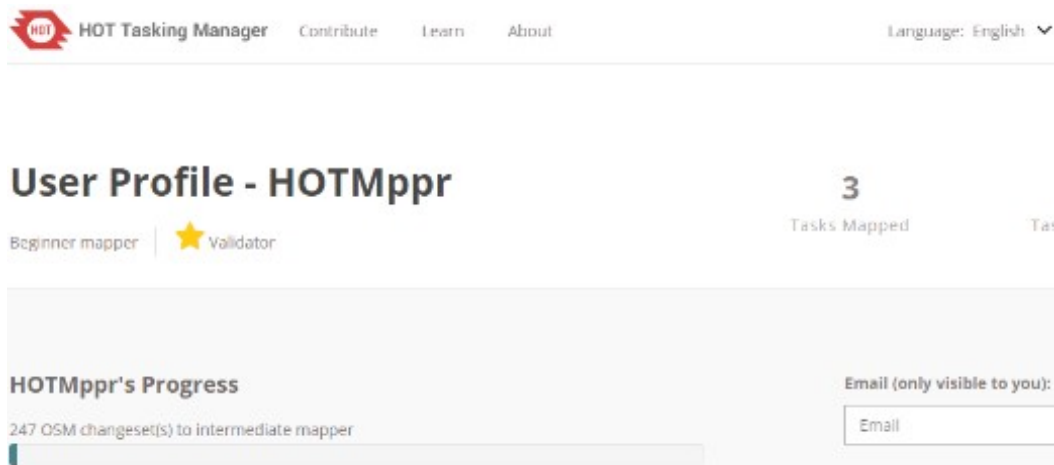 HOT HOT Tasking Manager Contribute Learn About Language: English
User Profile - HOTMppr
3
Tasks Mapped Tas
Beginner mapper Validator
HOTMppr's Progress
Email (only visible to you):
247 OSM changeset(s) to intermediate mapper
Email